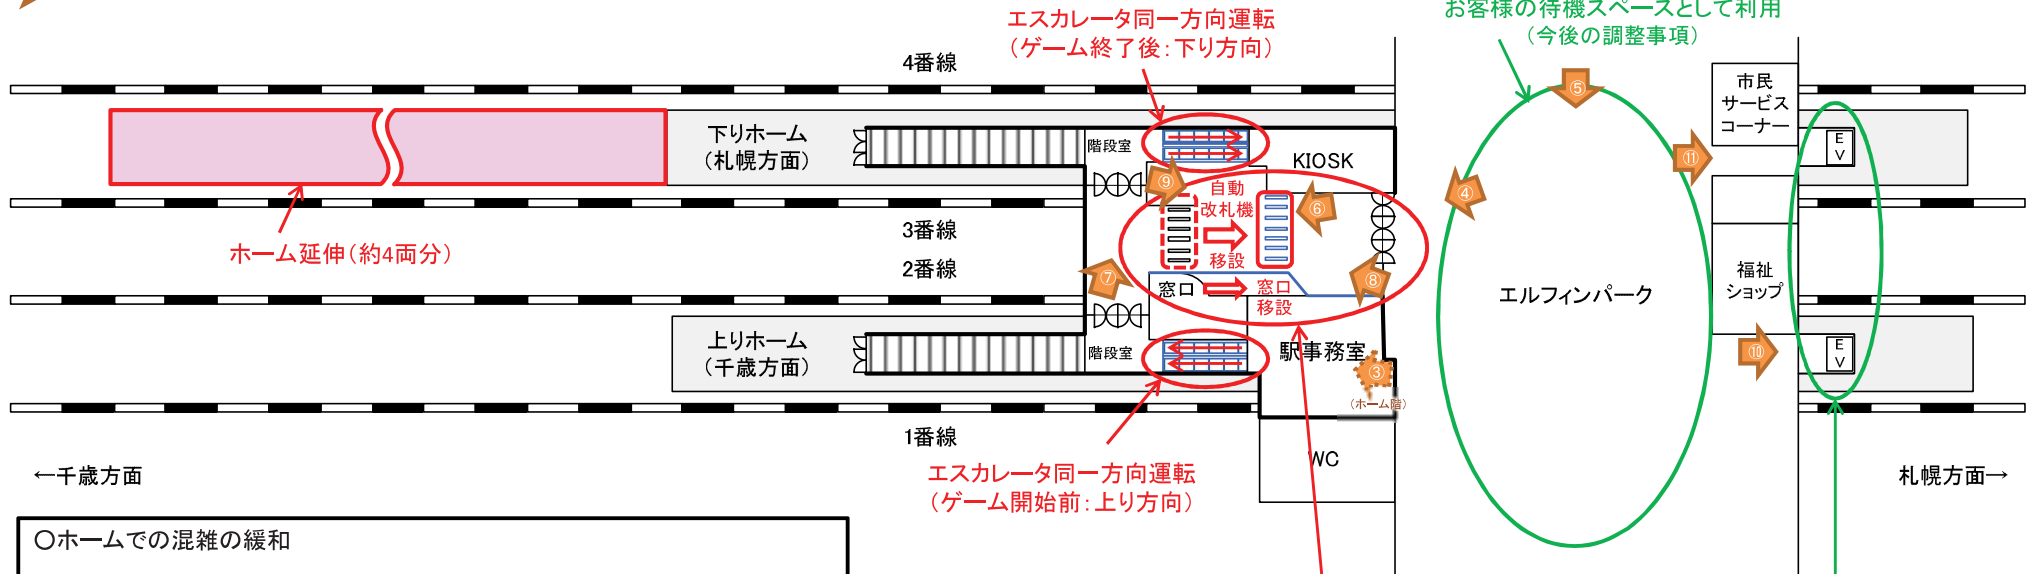 お客様の待機スペースとして利用
（今後の調整事項）
エスカレータ同一方向運転
（ゲーム終了後：下り方向）
4番線
⑤
市民
サービス
コーナー
下りホーム
（札幌方面）
階段室
KIOSK
⑪
E
V
⑨
自動
改札機
⑥
④
移設
ホーム延伸（約4両分）
3番線
2番線
⑦
窓口
窓口
移設
⑧
エルフィンパーク
福祉
ショップ
上りホーム
（千歳方面）
階段室
駅事務室
③
（ホーム階）
⑩
E
V
1番線
WC
エスカレータ同一方向運転
（ゲーム開始前：上り方向）
←千歳方面
札幌方面→
〇ホームでの混雑の緩和